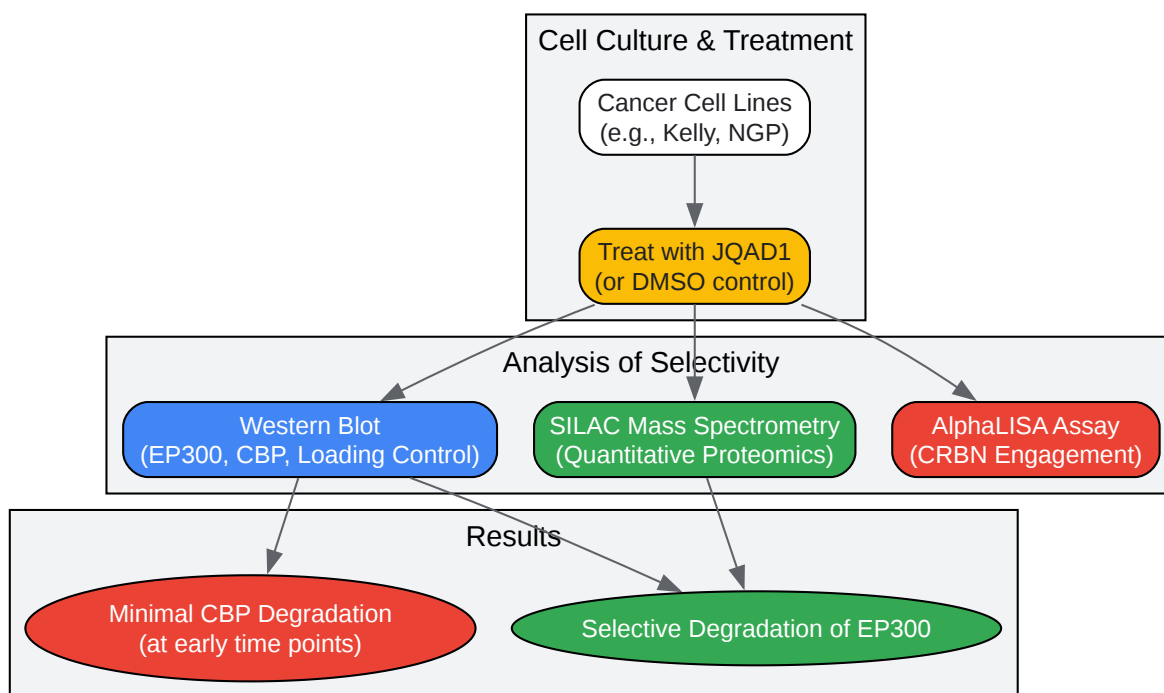 Cell Culture & Treatment
Cancer Cell Lines
(e.g., Kelly, NGP)
Treat with JQAD1
(or DMSO control)
Analysis of Selectivity
Western Blot
(EP300, CBP, Loading Control)
SILAC Mass Spectrometry
(Quantitative Proteomics)
AlphaLISA Assay
(CRBN Engagement)
Results
Minimal CBP Degradation
(at early time points)
Selective Degradation of EP300